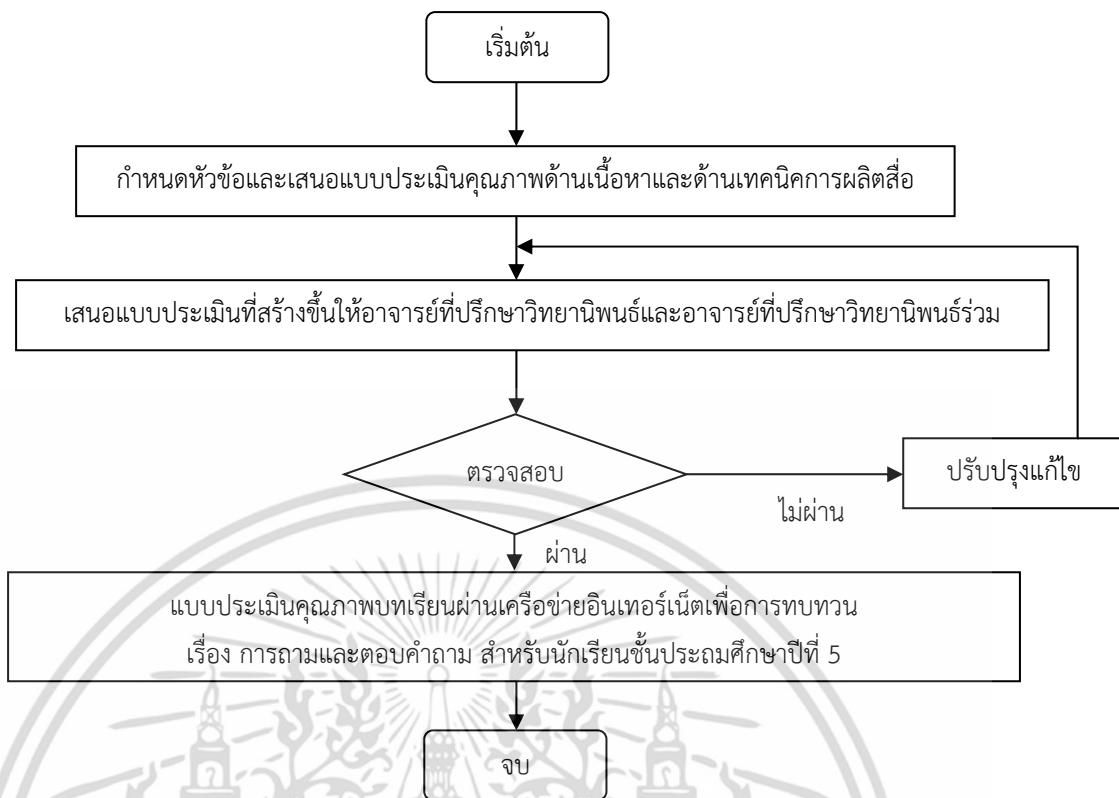 เริ่มต้น
กำหนดหัวข้อและเสนอแบบประเมินคุณภาพด้านเนื้อหาและด้านเทคนิคการผลิตสื่อ
เสนอแบบประเมินที่สร้างขึ้นให้อาจารย์ที่ปรึกษาวิทยานิพนธ์และอาจารย์ที่ปรึกษาวิทยานิพนธ์ร่วม
ตรวจสอบ
ปรับปรุงแก้ไข
ไม่ผ่าน
ผ่าน
แบบประเมินคุณภาพบทเรียนผ่านเครือข่ายอินเทอร์เน็ตเพื่อการทบทวน
เรื่อง การถามและตอบคำถาม สำหรับนักเรียนชั้นประถมศึกษาปีที่ 5
จบ